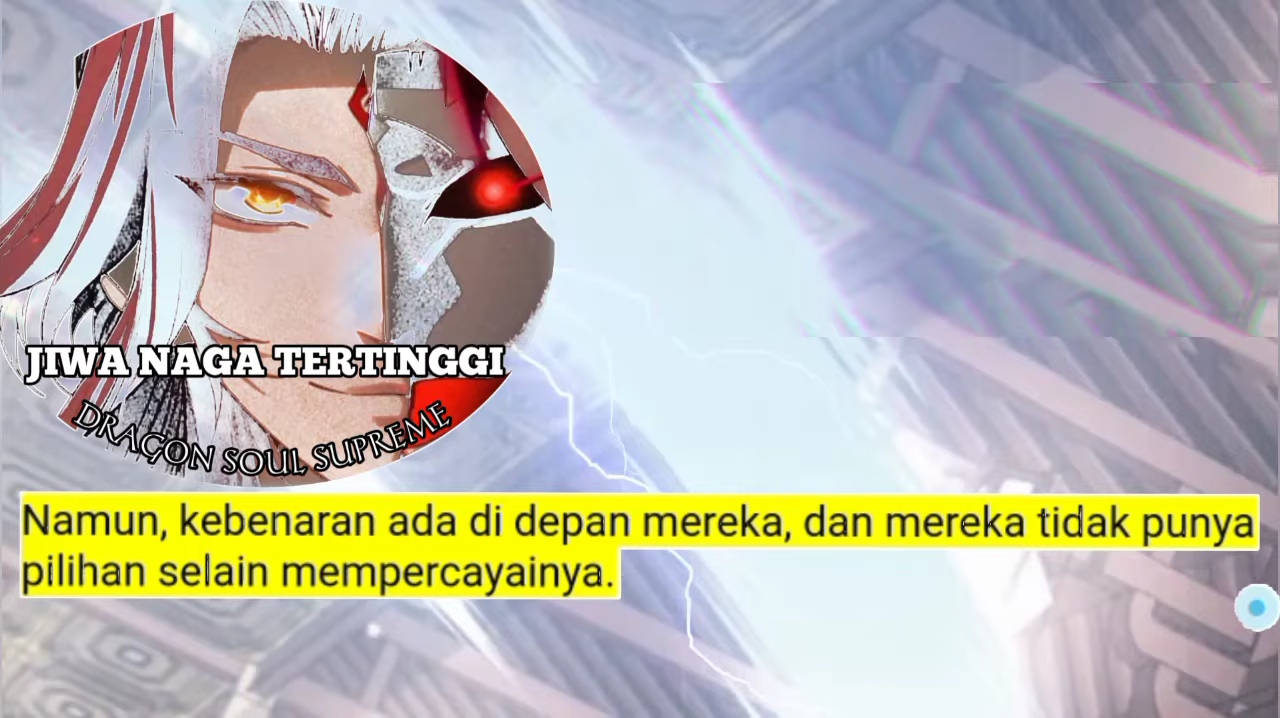 JIWA NAGA TERTINGGI
DRAGON SOUL SUPREME
Namun, kebenaran ada di depan mereka, dan mereka tidak punya
pilihan selain mempercayainya.